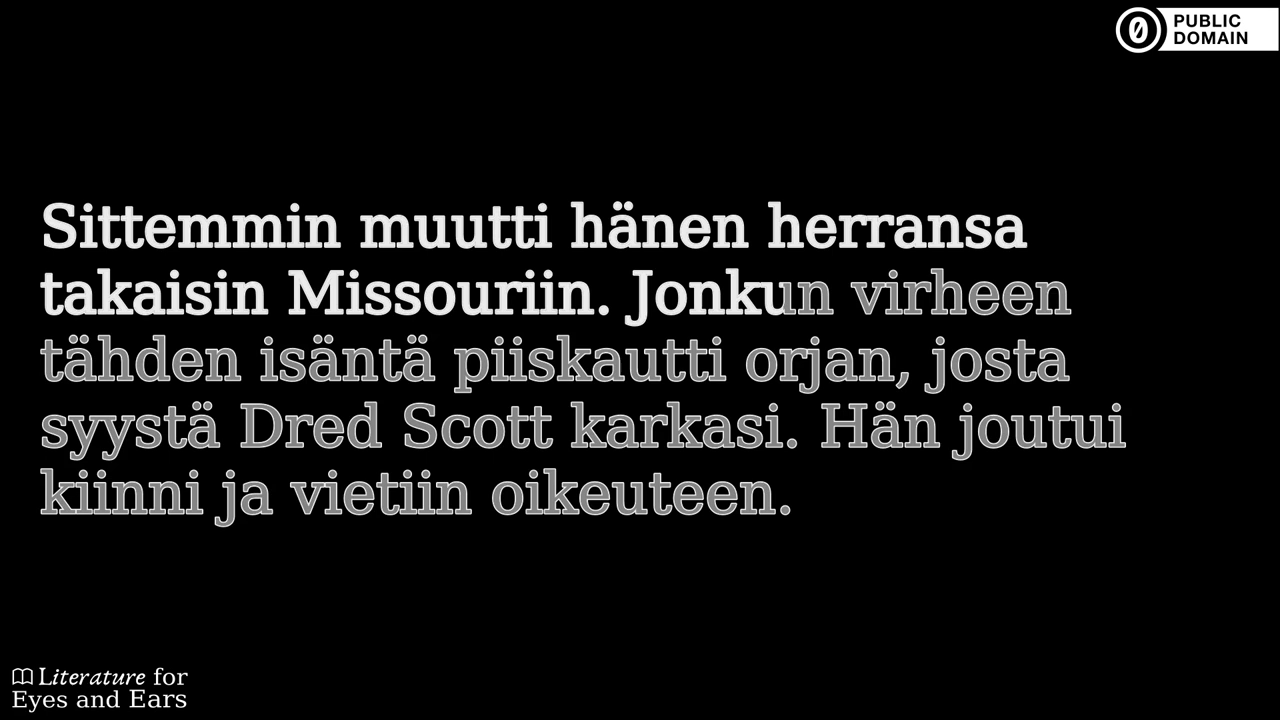 PUBLIC
DOMAIN
Sittemmin muutti hänen herransa
takaisin Missouriin. Jonkun virheen
tähden isäntä piiskautti orjan, josta
syystä Dred Scott karkasi. Hän joutui
kiinni ja vietiin oikeuteen.
Literature for
Eyes and Ears